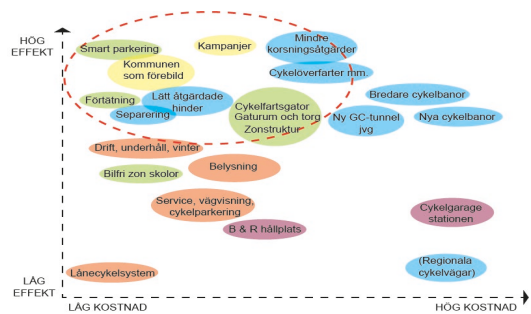 HÖG
EFFEKT
Smart parkering
Kampanjer
Mindre
korsningsåtgärder
Kommunen
som förebild
Cykelöverfarter mm.
Förtätning
Lätt åtgärdade
hinder
Separering
Cykelfartsgator
Gaturum och torg
Zonstruktur
Bredare cykelbanor
Ny GC-tunnel
jvg
Nya cykelbanor
Drift, underhåll, vinter
Belysning
Bilfri zon skolor
Service, vägvisning,
cykelparkering
B & R hållplats
Cykelgarage
stationen
Lånecykelsystem
(Regionala
cykelvägar)
LÅG
EFFEKT
LÅG KOSTNAD
HÖG KOSTNAD